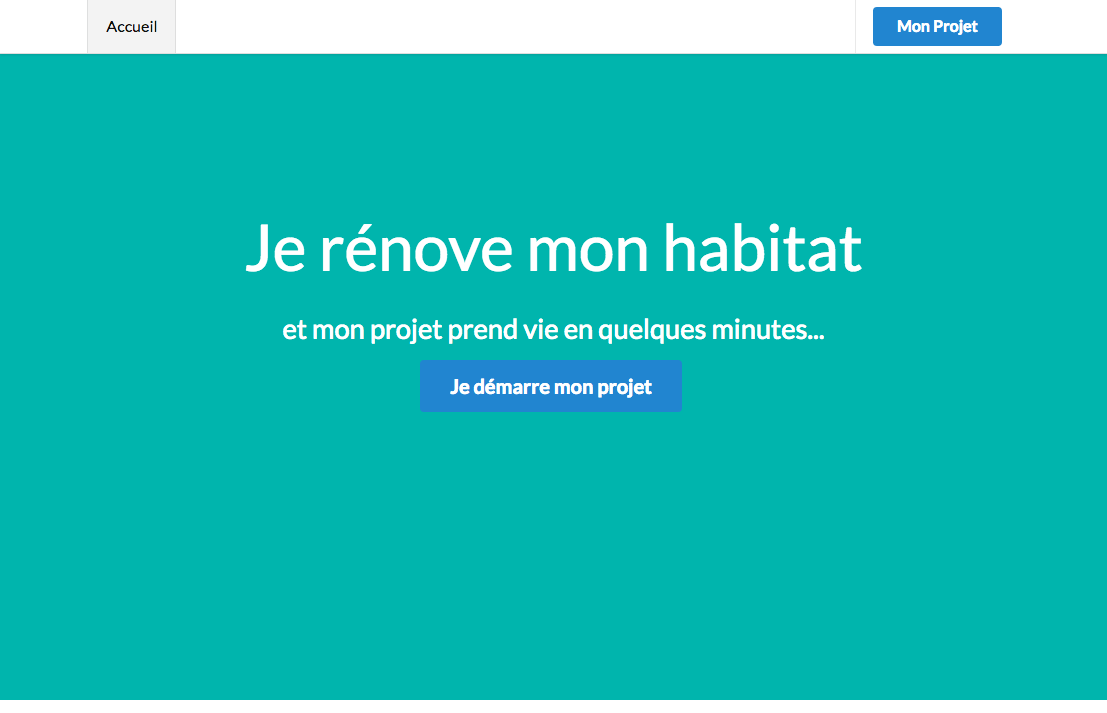 Accueil
Mon Projet
Je rénove mon habitat
et mon projet prend vie en quelques minutes...
Je démarre mon projet